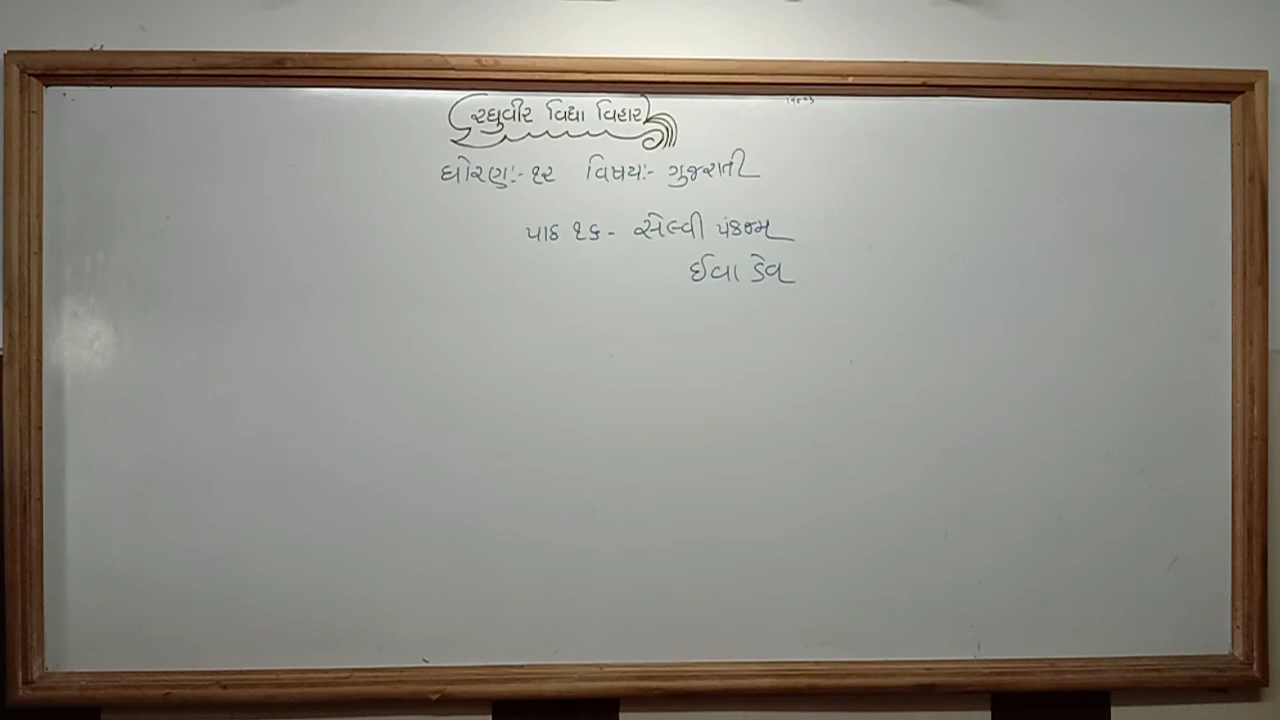 રઘુવીર વિદ્યા વિહાર
ધોરણ:- ૧૨ વિષય:- ગુજરાતી
પાઠ ૧૬ - સેલ્વી પંકજમ્
ઈવા ડેવ